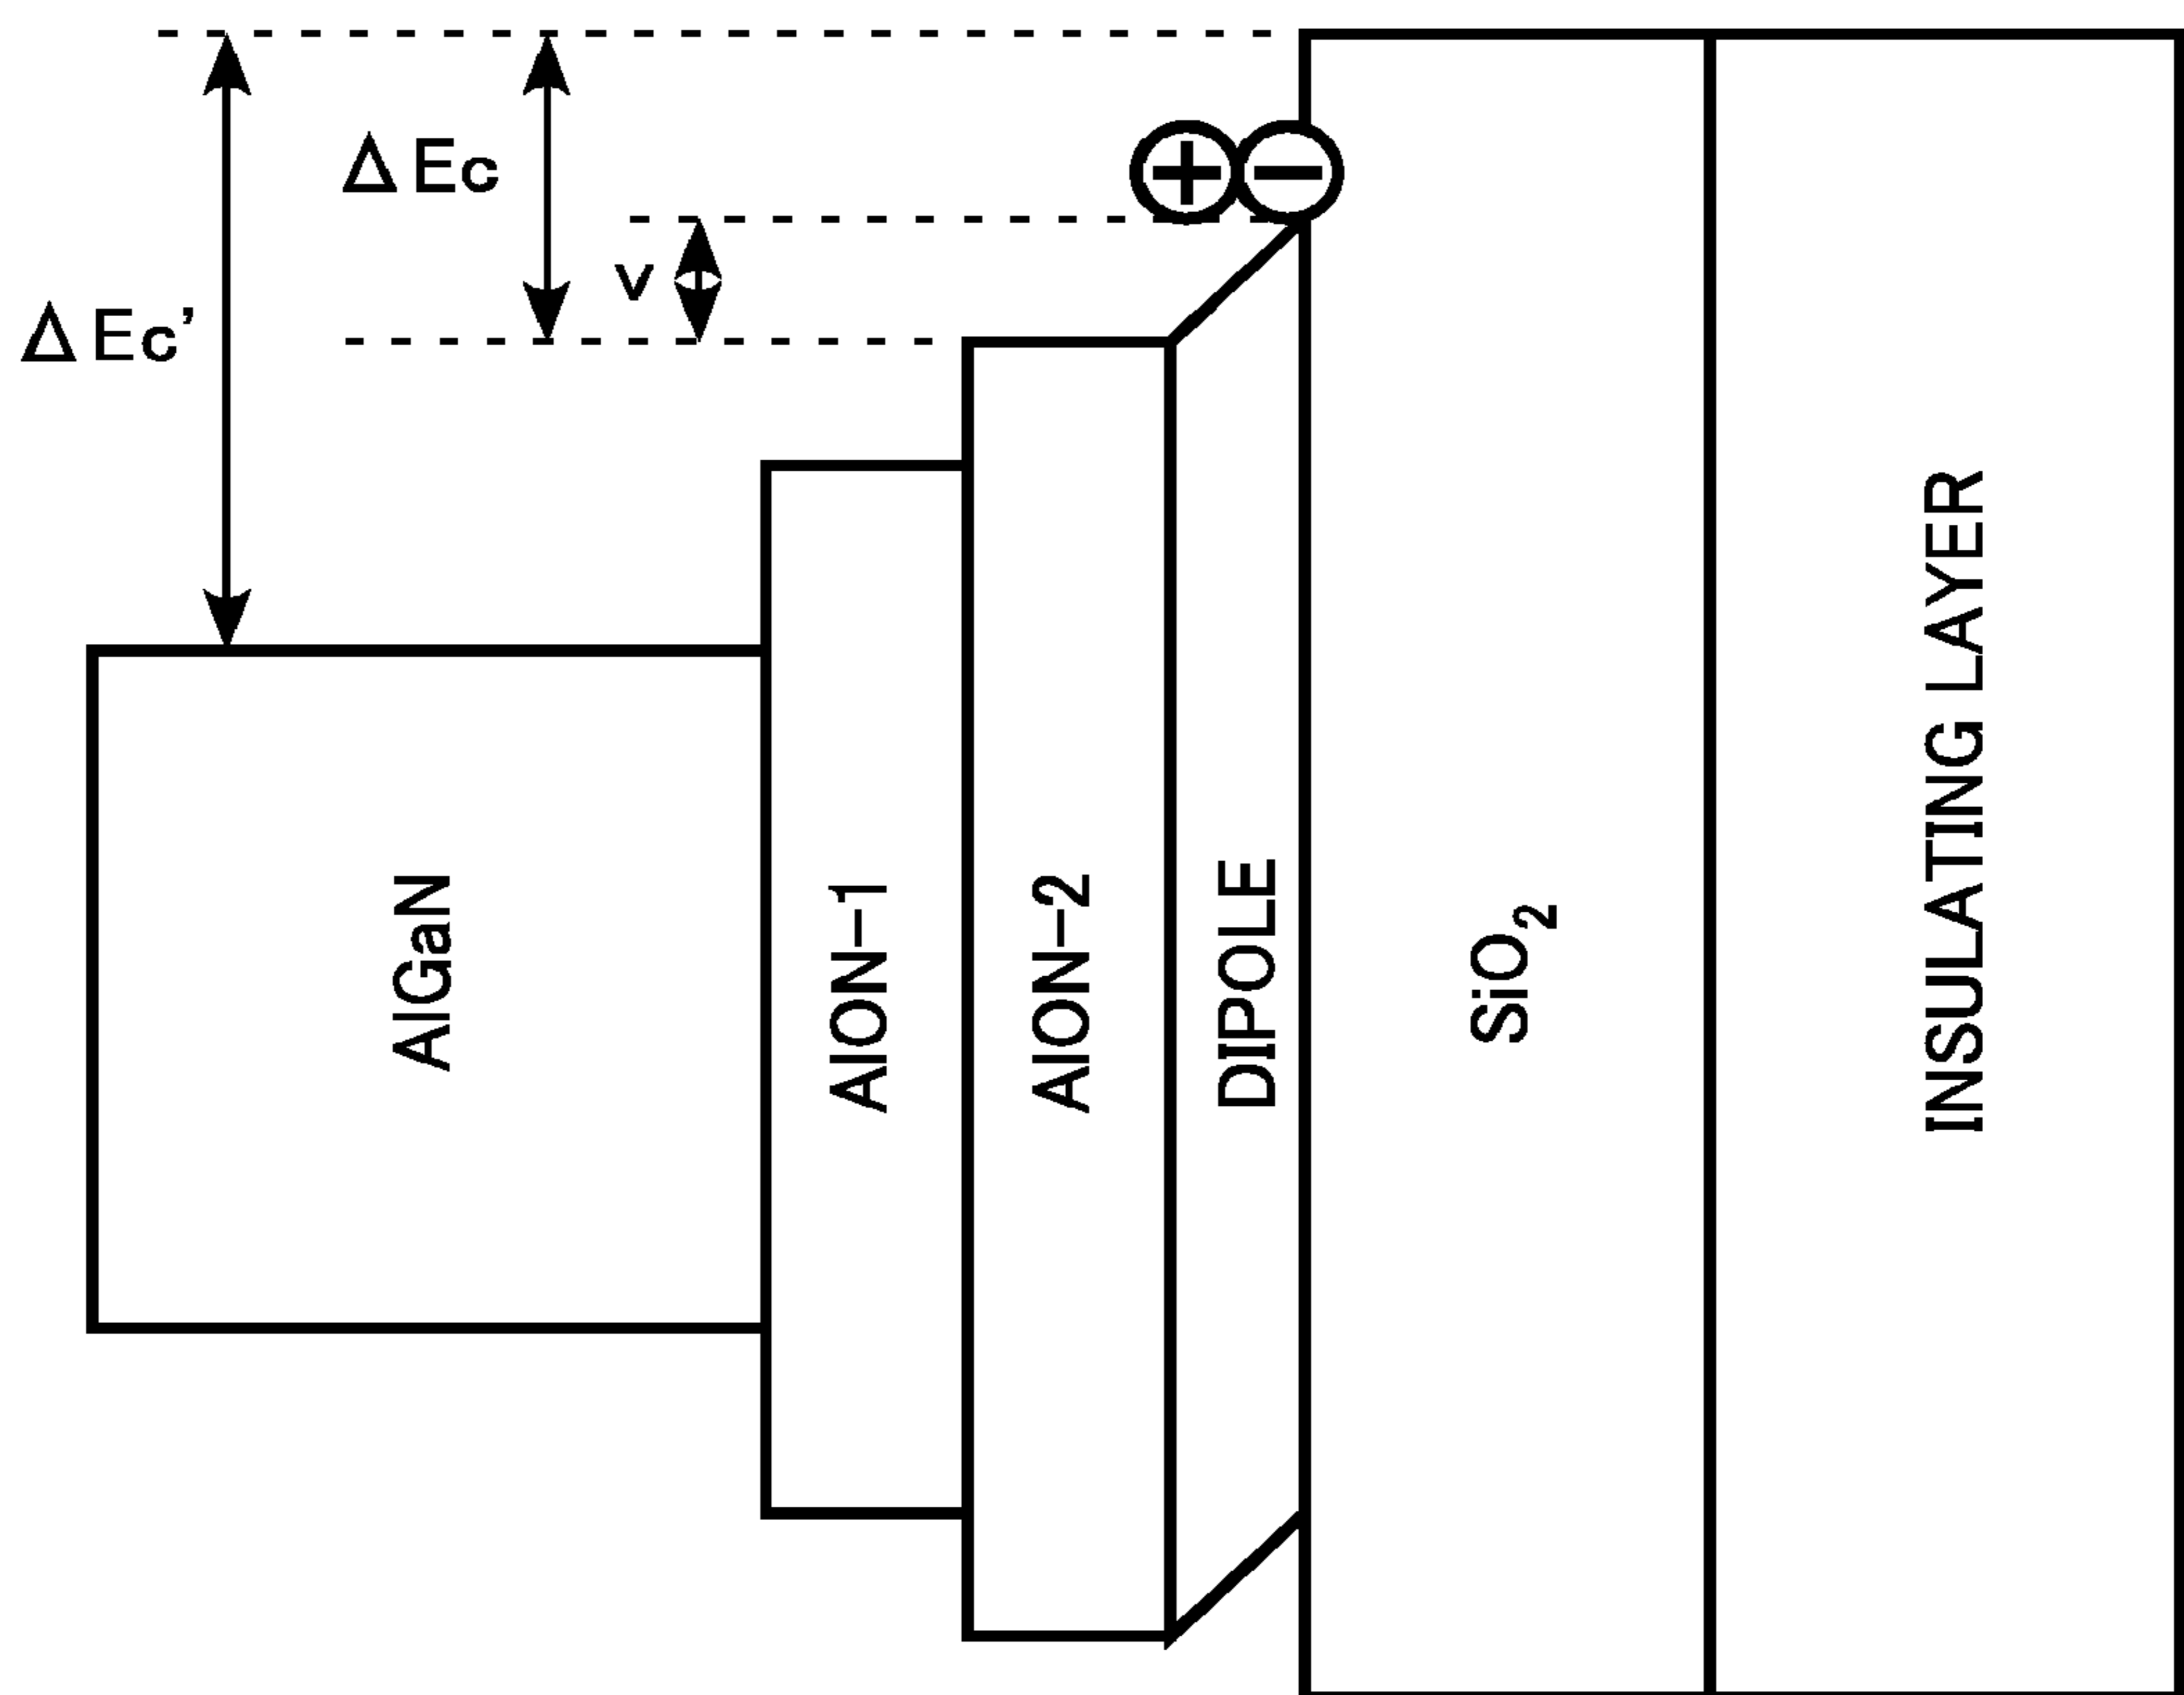 ΔEc
v
ΔEc’
AlGaN
AlON-1
AlON-2
DIPOLE
SiO₂
INSULATING LAYER